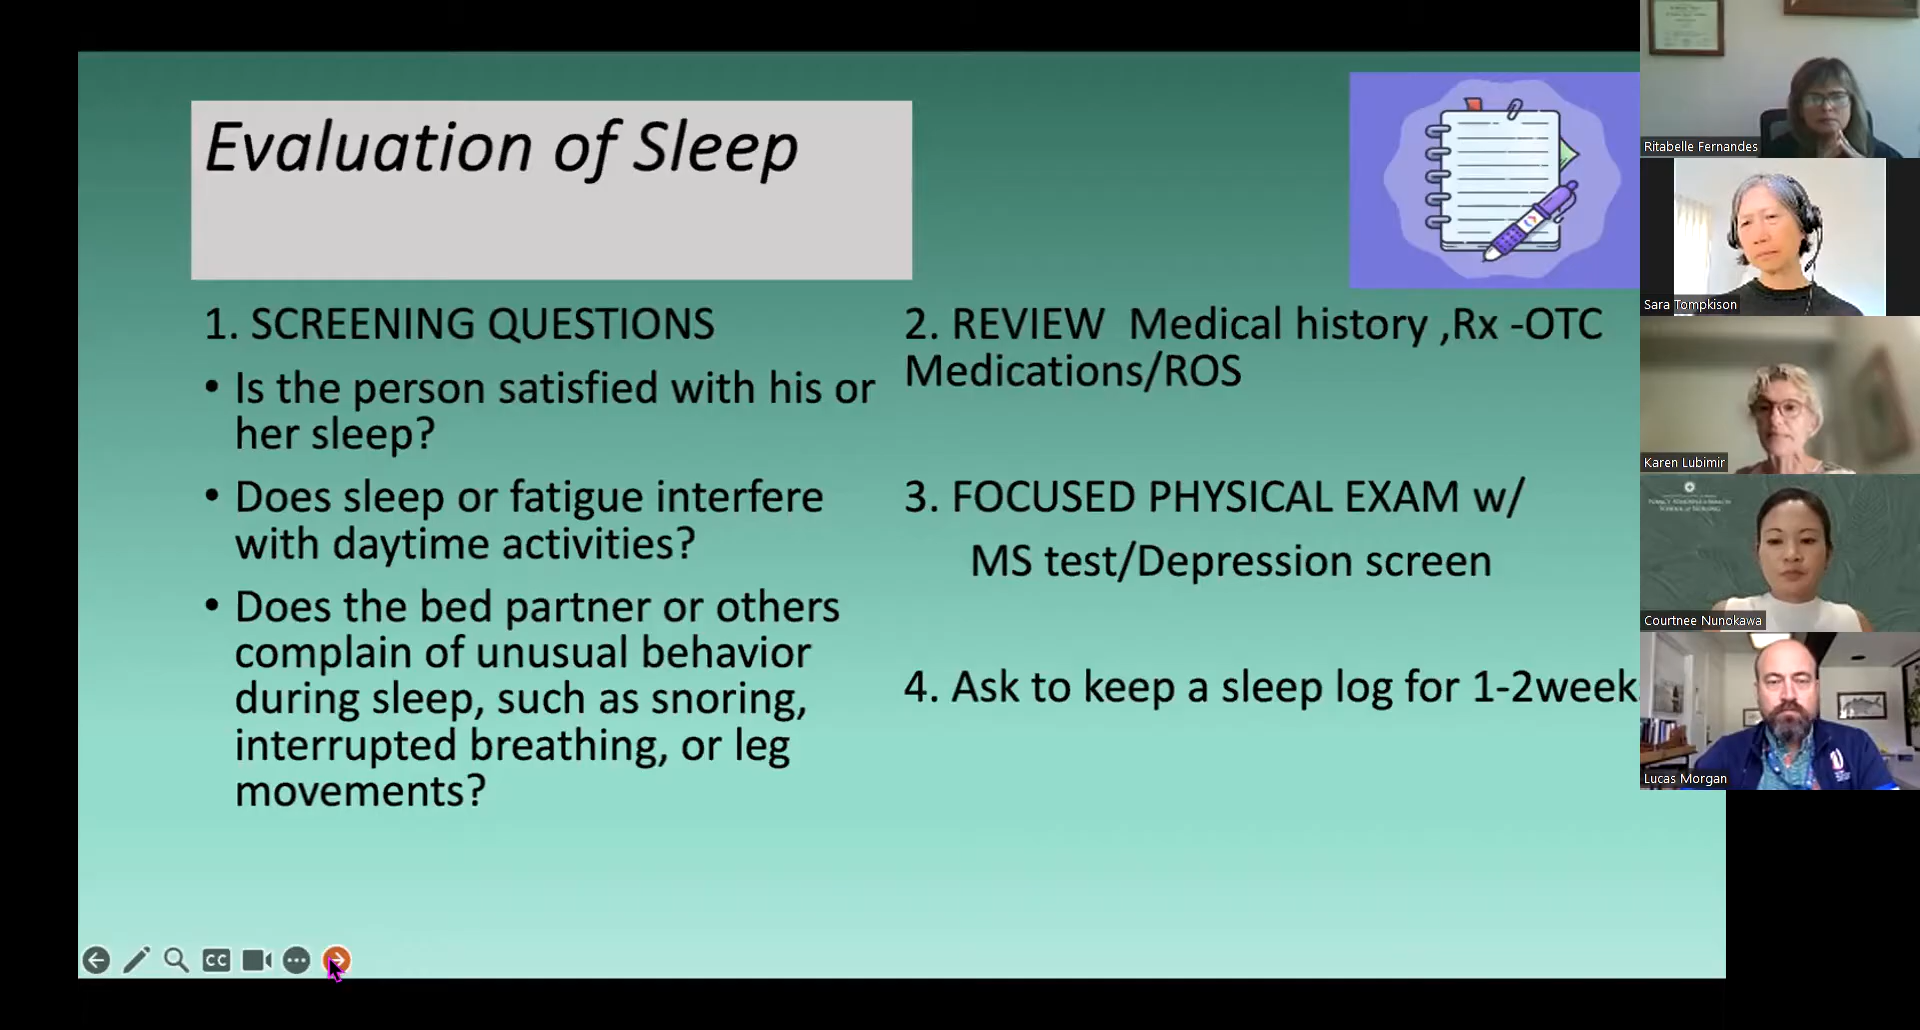 Evaluation of Sleep
1. SCREENING QUESTIONS
• Is the person satisfied with his or
her sleep?
• Does sleep or fatigue interfere
with daytime activities?
• Does the bed partner or others
complain of unusual behavior
during sleep, such as snoring,
interrupted breathing, or leg
movements?
2. REVIEW  Medical history ,Rx -OTC
Medications/ROS
3. FOCUSED PHYSICAL EXAM w/
MS test/Depression screen
4. Ask to keep a sleep log for 1-2week
CC
Ritabelle Fernandes
Sara Tompkison
Karen Lubimir
SCHOOL of NURSING
Courtnee Nunokawa
Lucas Morgan